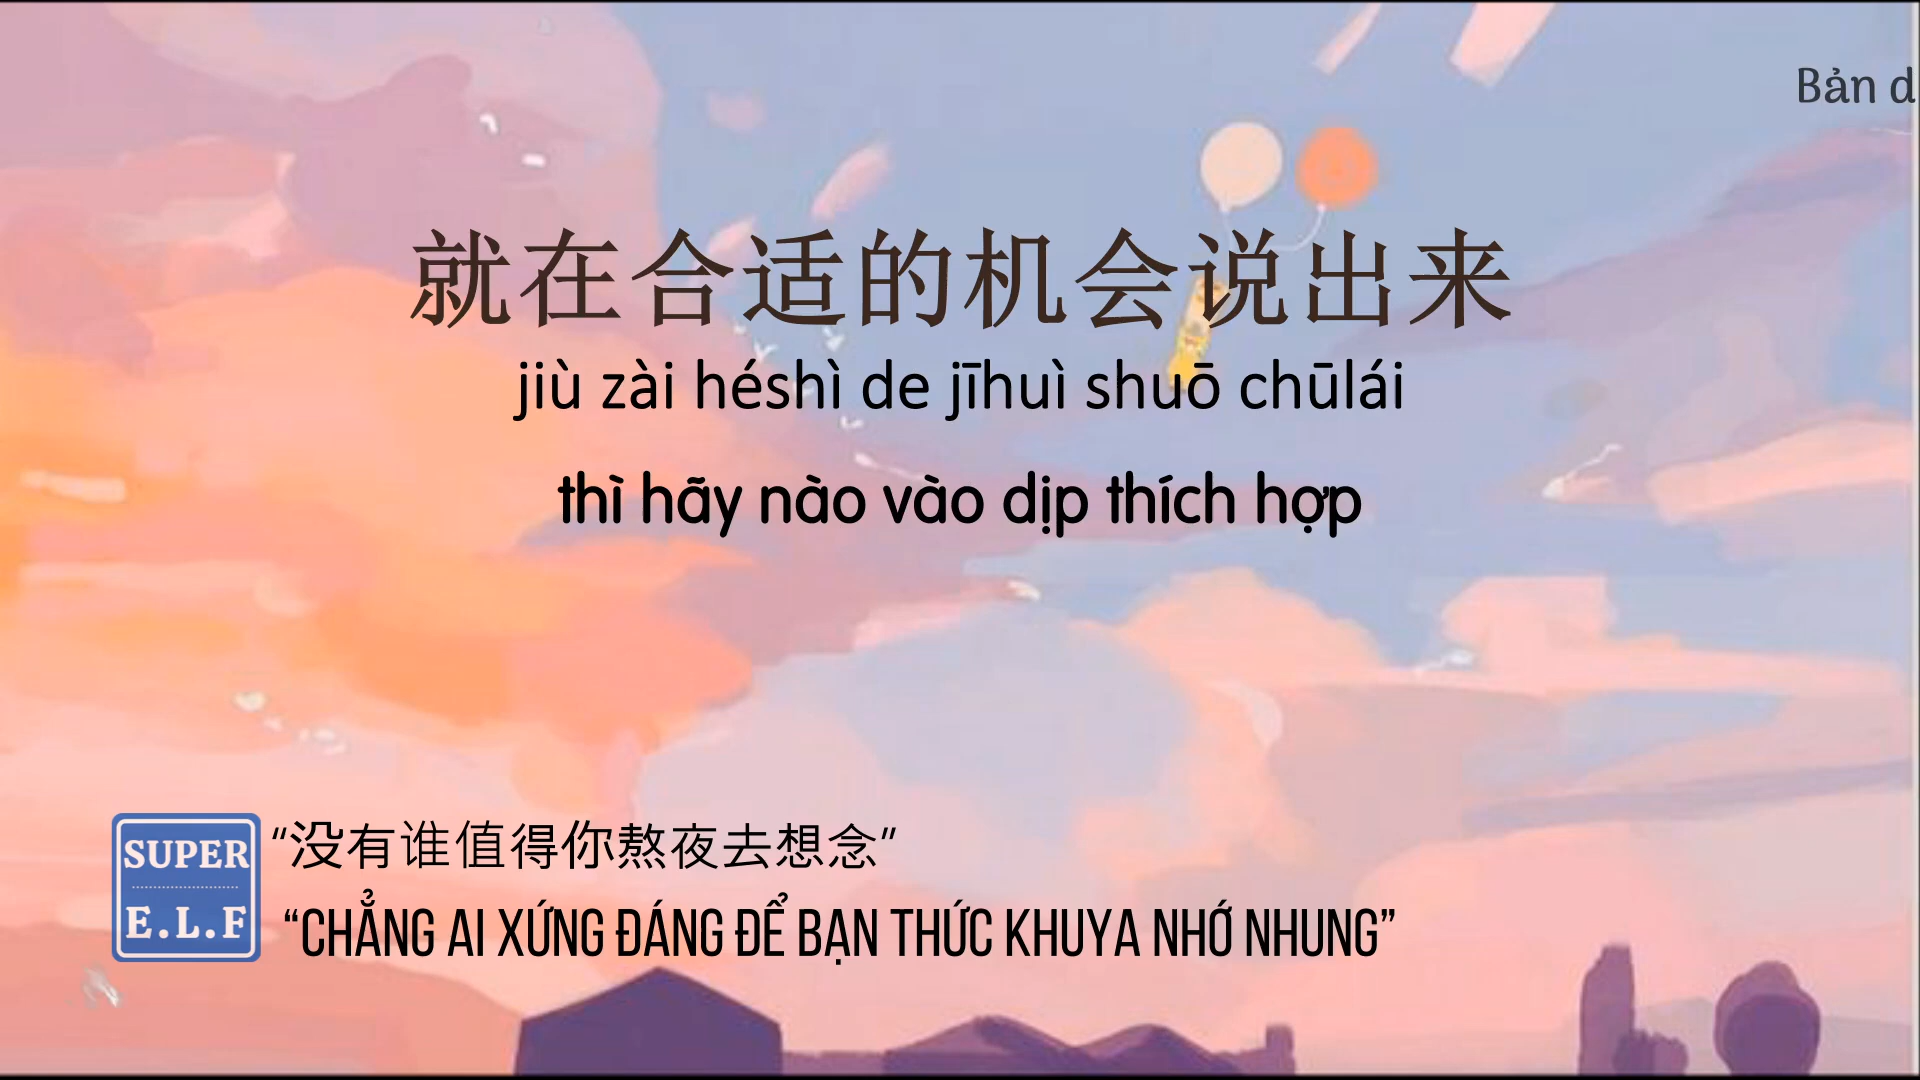 Bản d
就在合适的机会说出来
jiù zài héshì de jīhuì shuō chūlái
thì hãy nào vào dịp thích hợp
SUPER
E.L.F
“没有谁值得你熬夜去想念”
“CHẲNG AI XỨNG ĐÁNG ĐỂ BẠN THỨC KHUYA NHỚ NHUNG”